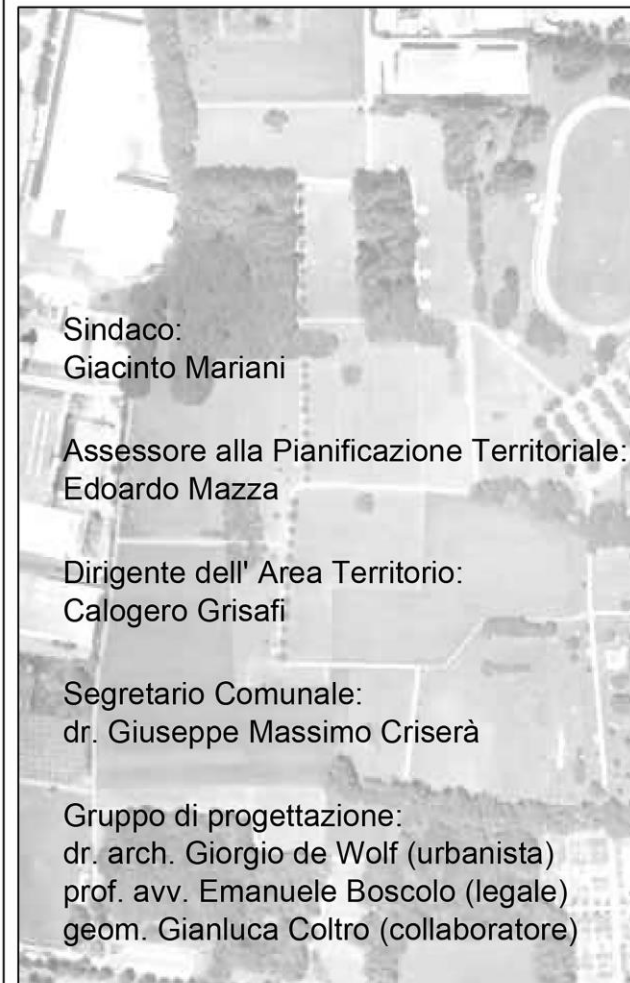 Sindaco:
Giacinto Mariani
Assessore alla Pianificazione Territoriale:
Edoardo Mazza
Dirigente dell' Area Territorio:
Calogero Grisafi
Segretario Comunale:
dr. Giuseppe Massimo Criserà
Gruppo di progettazione:
dr. arch. Giorgio de Wolf (urbanista)
prof. avv. Emanuele Boscolo (legale)
geom. Gianluca Coltro (collaboratore)